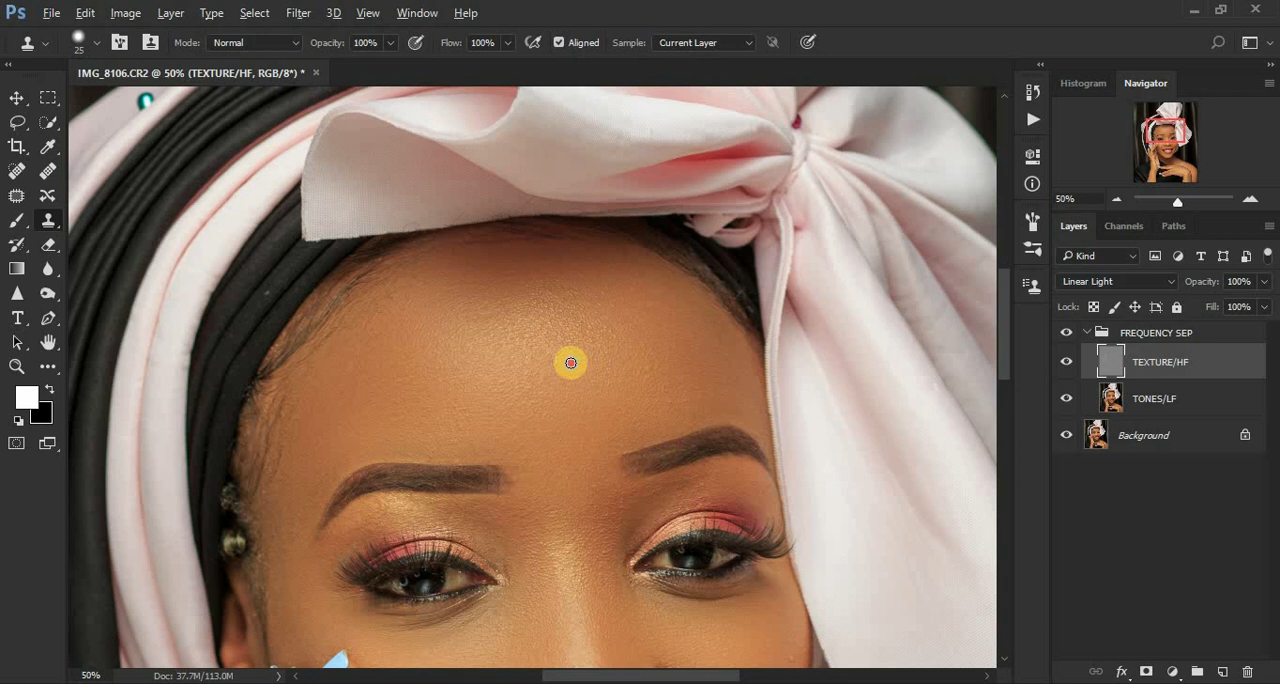 Ps File Edit Image Layer Type Select Filter 3D View Window Help
25 Mode: Normal Opacity: 100% Flow: 100% Aligned Sample: Current Layer
IMG_8106.CR2 @ 50% (TEXTURE/HF, RGB/8*) *
Histogram Navigator
50%
Layers Channels Paths
Kind
Linear Light Opacity: 100%
Lock: Fill: 100%
FREQUENCY SEP
TEXTURE/HF
TONES/LF
Background
50% Doc: 37.7M/113.0M